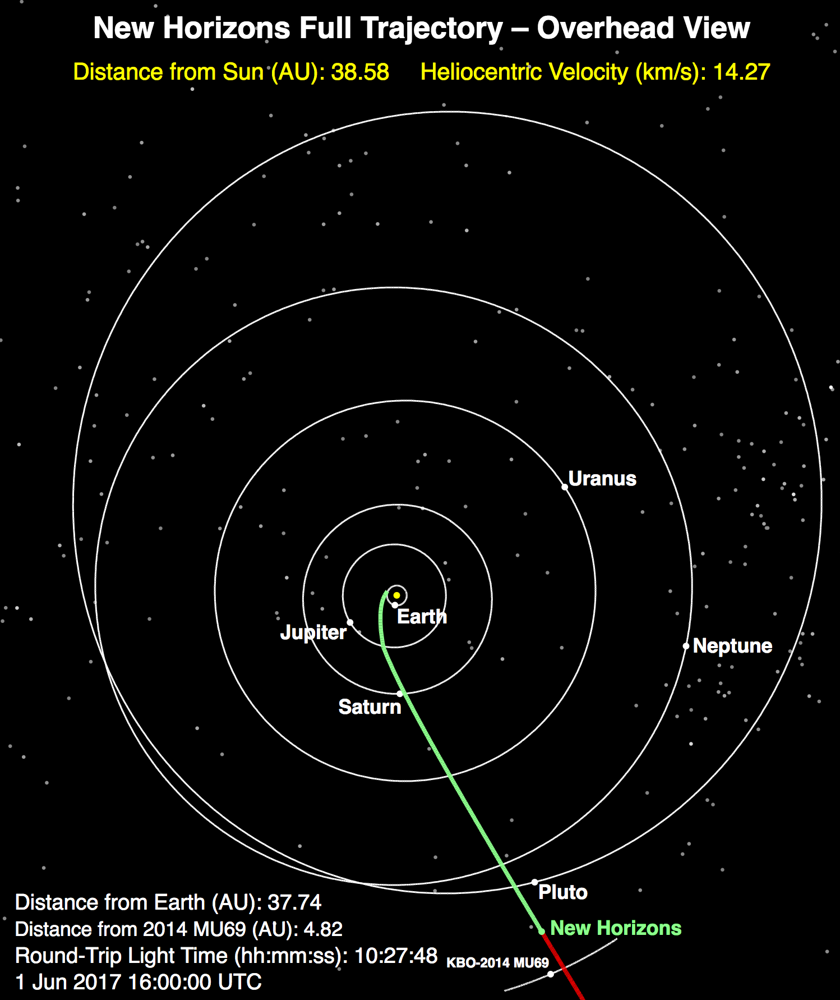 New Horizons Full Trajectory – Overhead View
Distance from Sun (AU): 38.58 Heliocentric Velocity (km/s): 14.27
Uranus
Earth
Jupiter
Neptune
Saturn
Pluto
New Horizons
KBO-2014 MU69
Distance from Earth (AU): 37.74
Distance from 2014 MU69 (AU): 4.82
Round-Trip Light Time (hh:mm:ss): 10:27:48
1 Jun 2017 16:00:00 UTC